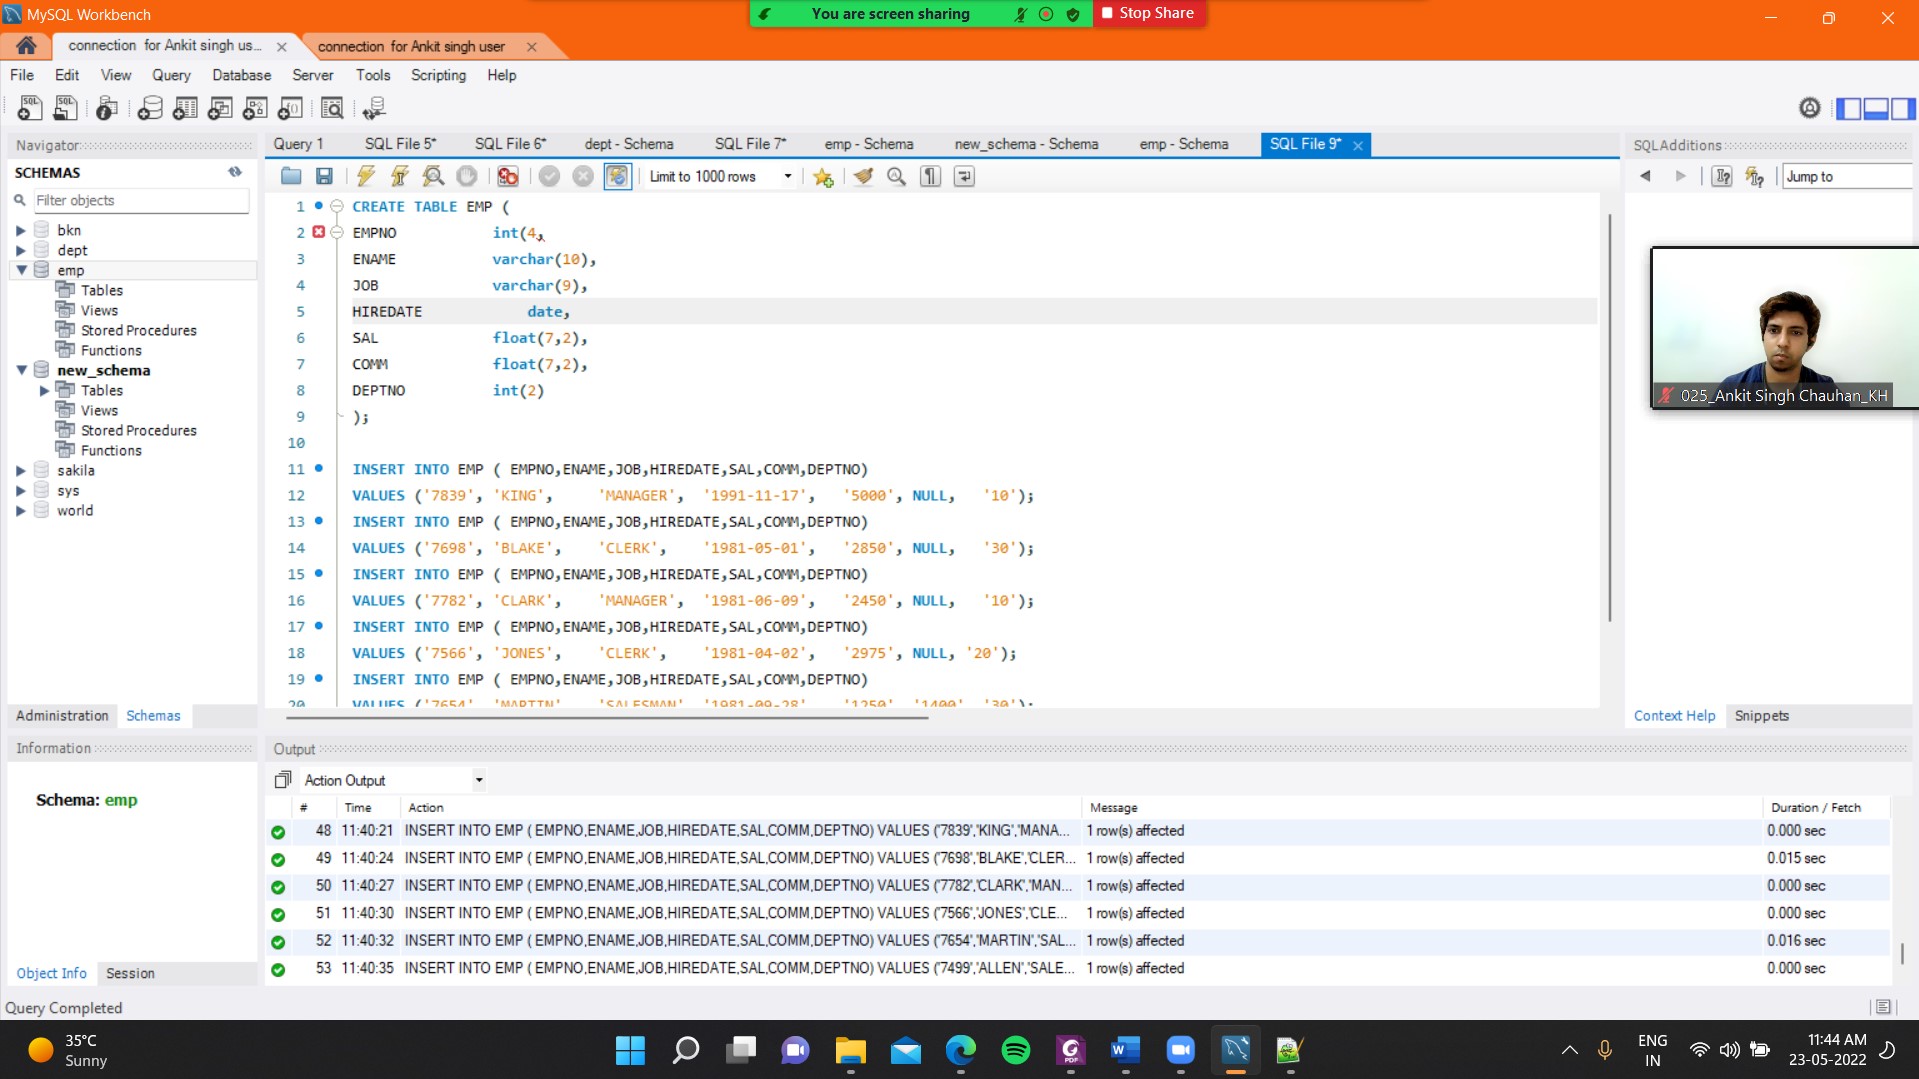 MySQL Workbench
You are screen sharing
Stop Share
connection for Ankit singh us...
connection for Ankit singh user
File Edit View Query Database Server Tools Scripting Help
Navigator
SCHEMAS
Filter objects
bkn
dept
emp
Tables
Views
Stored Procedures
Functions
new_schema
Tables
Views
Stored Procedures
Functions
sakila
sys
world
Administration Schemas
Information
Schema: emp
Object Info Session
Query 1 SQL File 5* SQL File 6* dept - Schema SQL File 7* emp - Schema new_schema - Schema emp - Schema SQL File 9*
Limit to 1000 rows
1 CREATE TABLE EMP (
2 EMPNO int(4,
3 ENAME varchar(10),
4 JOB varchar(9),
5 HIREDATE date,
6 SAL float(7,2),
7 COMM float(7,2),
8 DEPTNO int(2)
9 );
10
11 INSERT INTO EMP ( EMPNO,ENAME,JOB,HIREDATE,SAL,COMM,DEPTNO)
12 VALUES ('7839', 'KING', 'MANAGER', '1991-11-17', '5000', NULL, '10');
13 INSERT INTO EMP ( EMPNO,ENAME,JOB,HIREDATE,SAL,COMM,DEPTNO)
14 VALUES ('7698', 'BLAKE', 'CLERK', '1981-05-01', '2850', NULL, '30');
15 INSERT INTO EMP ( EMPNO,ENAME,JOB,HIREDATE,SAL,COMM,DEPTNO)
16 VALUES ('7782', 'CLARK', 'MANAGER', '1981-06-09', '2450', NULL, '10');
17 INSERT INTO EMP ( EMPNO,ENAME,JOB,HIREDATE,SAL,COMM,DEPTNO)
18 VALUES ('7566', 'JONES', 'CLERK', '1981-04-02', '2975', NULL, '20');
19 INSERT INTO EMP ( EMPNO,ENAME,JOB,HIREDATE,SAL,COMM,DEPTNO)
20 VALUES ('7654' 'MARTIN' 'SALESMAN' '1981-09-28' '1250' '1400' '30');
SQLAdditions
Jump to
025_Ankit Singh Chauhan_KH
Context Help Snippets
Output
Action Output
# Time Action Message Duration / Fetch
48 11:40:21 INSERT INTO EMP ( EMPNO,ENAME,JOB,HIREDATE,SAL,COMM,DEPTNO) VALUES ('7839','KING','MANA... 1 row(s) affected 0.000 sec
49 11:40:24 INSERT INTO EMP ( EMPNO,ENAME,JOB,HIREDATE,SAL,COMM,DEPTNO) VALUES ('7698','BLAKE','CLER... 1 row(s) affected 0.015 sec
50 11:40:27 INSERT INTO EMP ( EMPNO,ENAME,JOB,HIREDATE,SAL,COMM,DEPTNO) VALUES ('7782','CLARK','MAN... 1 row(s) affected 0.000 sec
51 11:40:30 INSERT INTO EMP ( EMPNO,ENAME,JOB,HIREDATE,SAL,COMM,DEPTNO) VALUES ('7566','JONES','CLE... 1 row(s) affected 0.000 sec
52 11:40:32 INSERT INTO EMP ( EMPNO,ENAME,JOB,HIREDATE,SAL,COMM,DEPTNO) VALUES ('7654','MARTIN','SAL... 1 row(s) affected 0.016 sec
53 11:40:35 INSERT INTO EMP ( EMPNO,ENAME,JOB,HIREDATE,SAL,COMM,DEPTNO) VALUES ('7499','ALLEN','SALE... 1 row(s) affected 0.000 sec
Query Completed
35°C
Sunny
ENG
IN
11:44 AM
23-05-2022